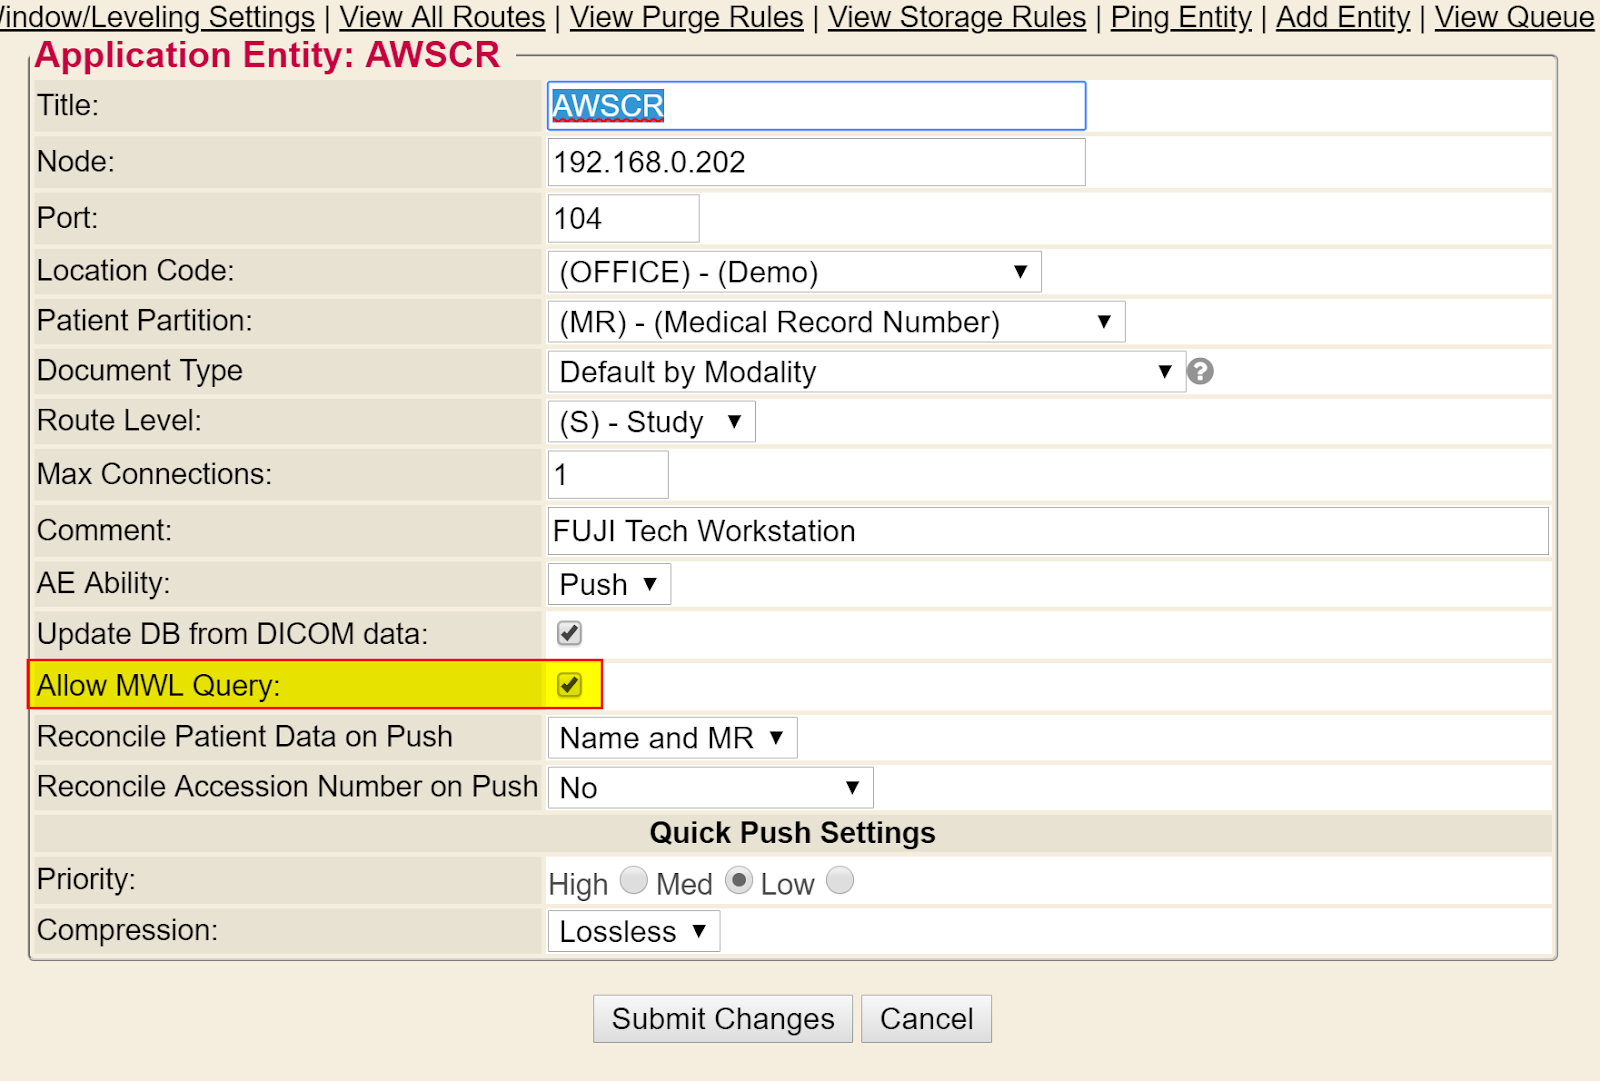 indow/Leveling Settings | View All Routes | View Purge Rules | View Storage Rules | Ping Entity | Add Entity | View Queue
Application Entity: AWSCR
Title: AWSCR
Node: 192.168.0.202
Port: 104
Location Code: (OFFICE) - (Demo)
Patient Partition: (MR) - (Medical Record Number)
Document Type Default by Modality ?
Route Level: (S) - Study
Max Connections: 1
Comment: FUJI Tech Workstation
AE Ability: Push
Update DB from DICOM data:
Allow MWL Query:
Reconcile Patient Data on Push Name and MR
Reconcile Accession Number on Push No
Quick Push Settings
Priority: High Med Low
Compression: Lossless
Submit Changes Cancel